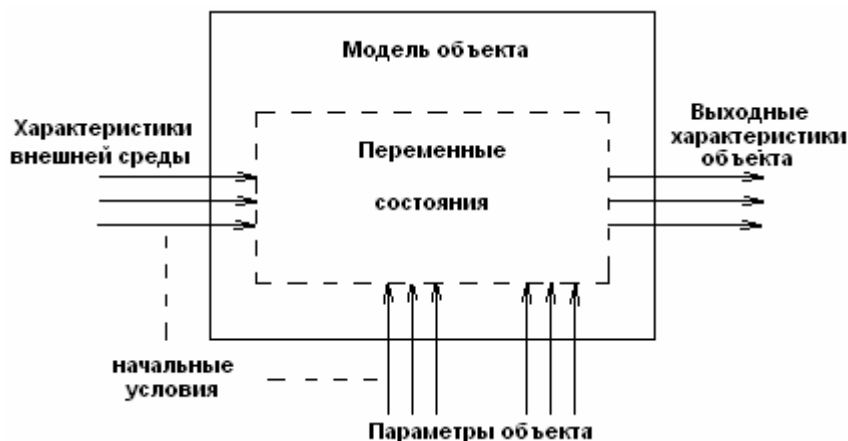 Модель объекта
Характеристики
внешней среды
Переменные
состояния
Выходные
характеристики
объекта
начальные
условия
Параметры объекта